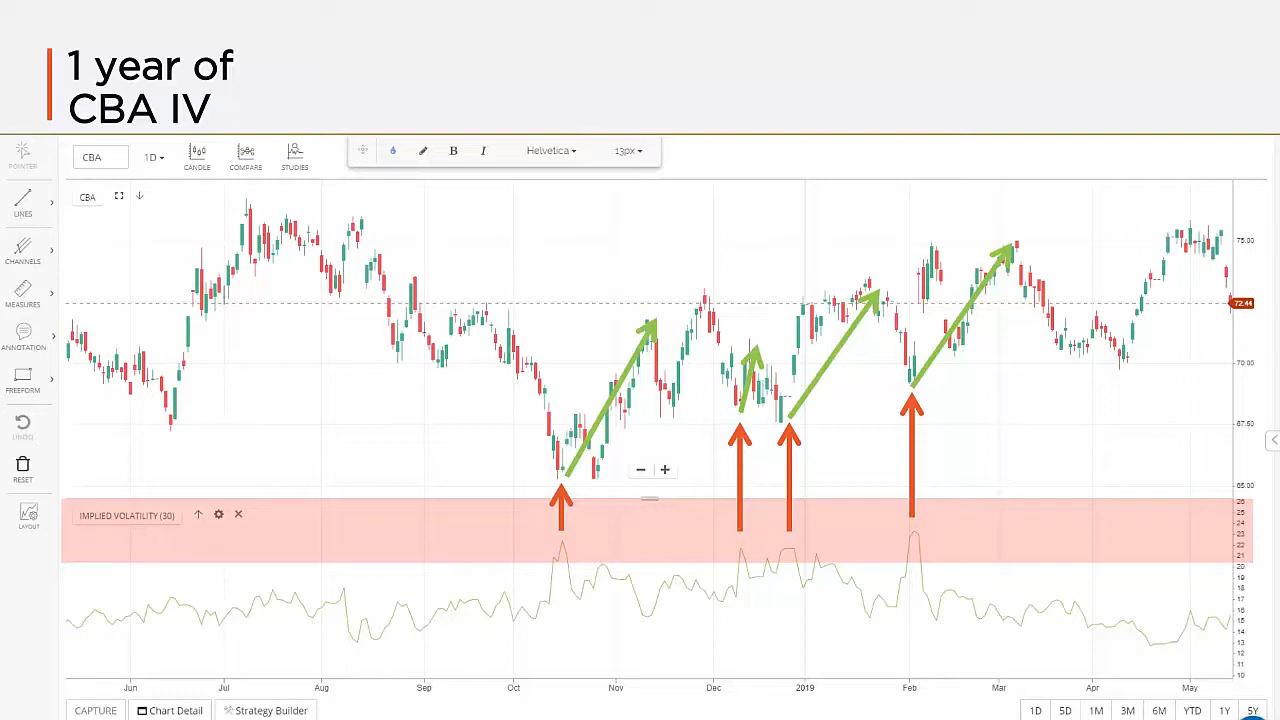 1 year of
CBA IV
POINTER
CBA
1D
CANDLE
COMPARE
STUDIES
B
I
Helvetica
13px
LINES
CHANNELS
MEASURES
ANNOTATION
FREEFORM
UNDO
RESET
LAYOUT
CBA
75.00
72.44
70.00
67.50
65.00
IMPLIED VOLATILITY (30)
26
25
24
23
22
21
20
19
18
17
16
15
14
13
12
11
10
Jun
Jul
Aug
Sep
Oct
Nov
Dec
2019
Feb
Mar
Apr
May
CAPTURE
Chart Detail
Strategy Builder
1D
5D
1M
3M
6M
YTD
1Y
5Y